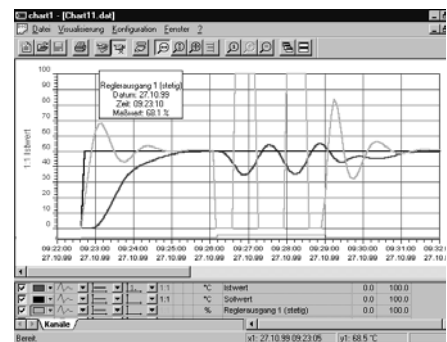 chart1 - [Chart11.dat]
Datei Visualisierung Konfiguration Fenster ?
100
90
80
70
60
50
40
30
20
10
0
1:1 Istwert
Reglerausgang 1 (stetig)
Datum: 27.10.99
Zeit: 09:23:10
Meßwert: 68.1 %
09:22:00 09:23:00 09:24:00 09:25:00 09:26:00 09:27:00 09:28:00 09:29:00 09:30:00 09:31:00 09:32:0
27.10.99 27.10.99 27.10.99 27.10.99 27.10.99 27.10.99 27.10.99 27.10.99 27.10.99 27.10.99 27.10.9
1:1 °C Istwert 0.0 100.0
1:1 °C Sollwert 0.0 100.0
% Reglerausgang 1 (stetig) 0.0 100.0
Kanäle
Bereit. x1: 27.10.99 09:23:05 y1: 68.5 °C